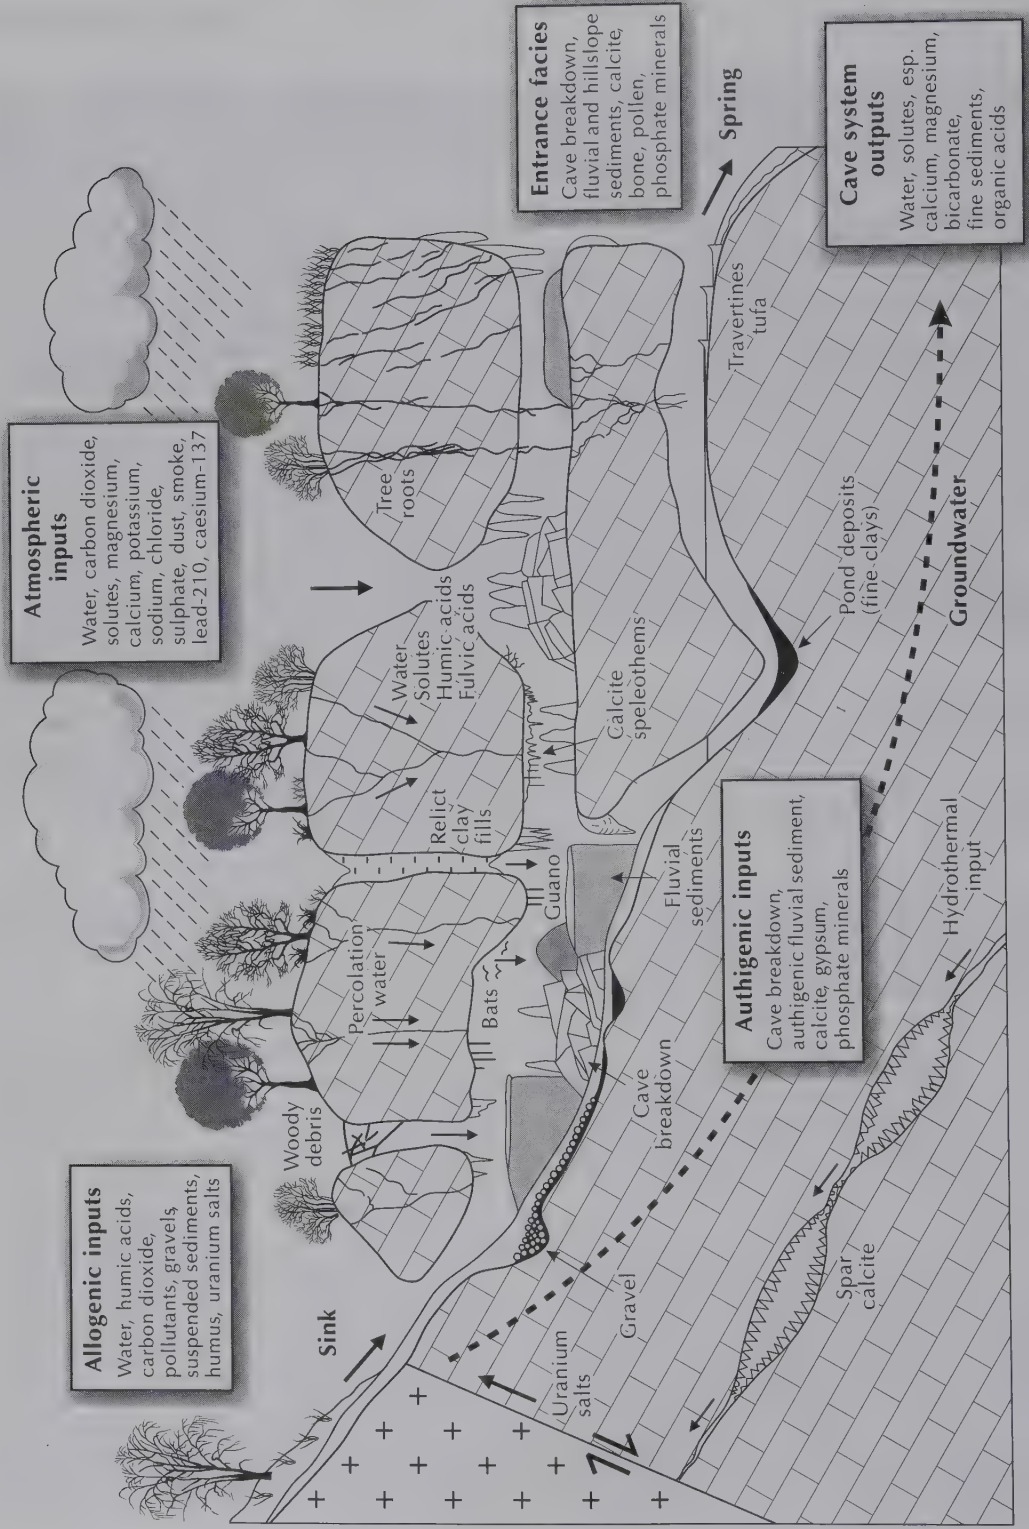 Allogenic inputs
Water, humic acids,
carbon dioxide,
pollutants, gravels,
suspended sediments,
humus, uranium salts
Atmospheric
inputs
Water, carbon dioxide,
solutes, magnesium,
calcium, potassium,
sodium, chloride,
sulphate, dust, smoke,
lead-210, caesium-137
Entrance facies
Cave breakdown,
fluvial and hillslope
sediments, calcite,
bone, pollen,
phosphate minerals
Sink
Woody
debris
Percolation
water
Bats
Relict
clay
fills
Guano
Water
Solutes
Humic acids
Fulvic acids
Tree
roots
Calcite
speleothems
Spring
Travertines
tufa
Uranium
salts
Gravel
Cave
breakdown
Fluvial
sediments
Pond deposits
(fine clays)
Groundwater
Authigenic inputs
Cave breakdown,
authigenic fluvial sediment,
calcite, gypsum,
phosphate minerals
Spar
calcite
Hydrothermal
input
Cave system
outputs
Water, solutes, esp.
calcium, magnesium,
bicarbonate,
fine sediments,
organic acids